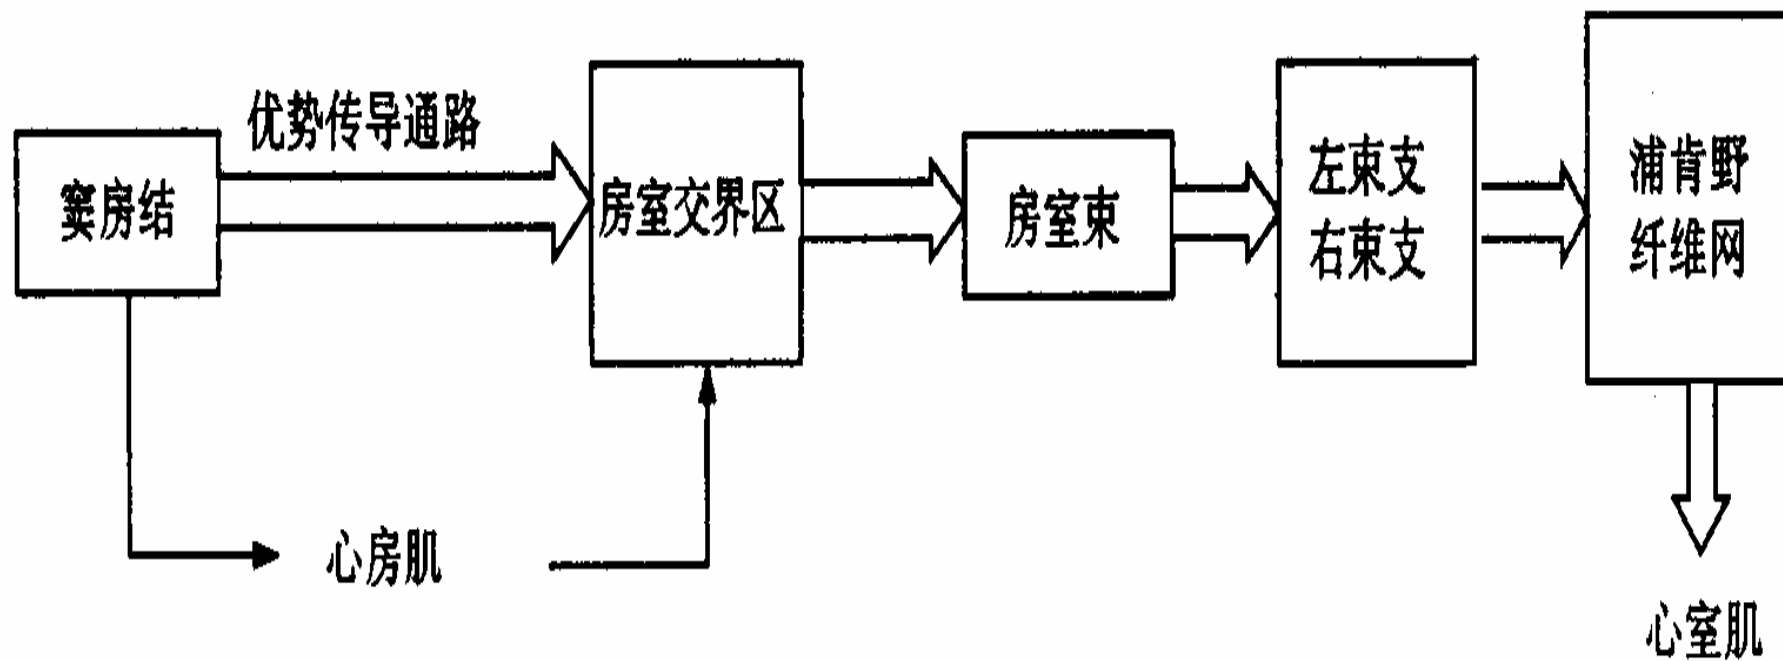 优势传导通路
窦房结
房室交界区
房室束
左束支
右束支
浦肯野
纤维网
心房肌
心室肌